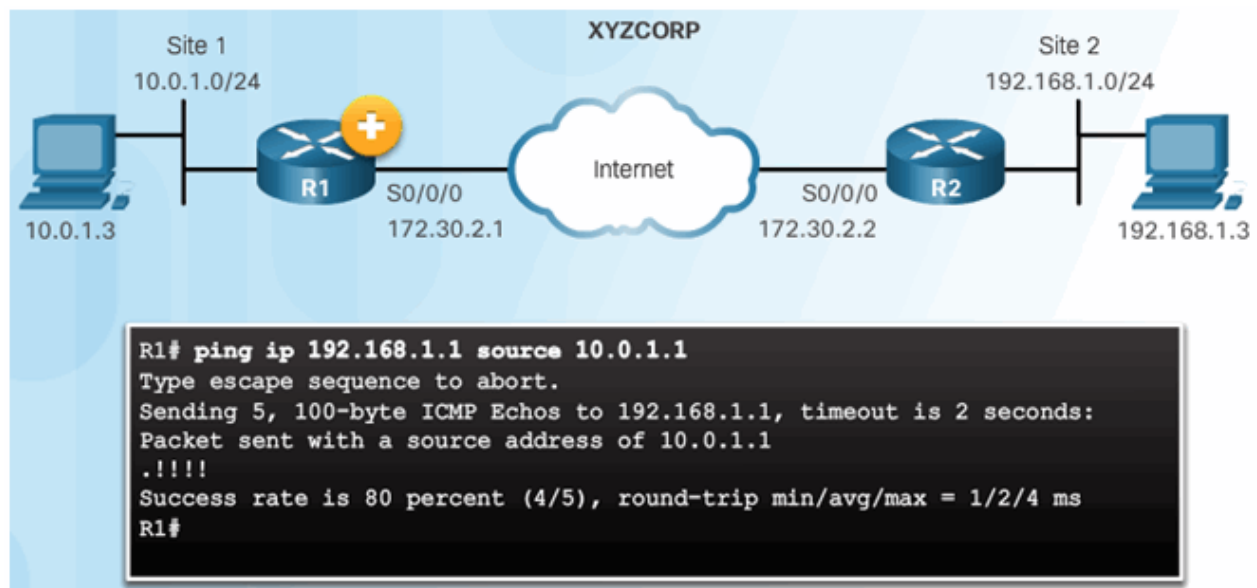 XYZCORP
Site 1
10.0.1.0/24
Site 2
192.168.1.0/24
R1
S0/0/0
172.30.2.1
Internet
S0/0/0
172.30.2.2
R2
10.0.1.3
192.168.1.3
R1# ping ip 192.168.1.1 source 10.0.1.1
Type escape sequence to abort.
Sending 5, 100-byte ICMP Echos to 192.168.1.1, timeout is 2 seconds:
Packet sent with a source address of 10.0.1.1
.!!!!
Success rate is 80 percent (4/5), round-trip min/avg/max = 1/2/4 ms
R1#